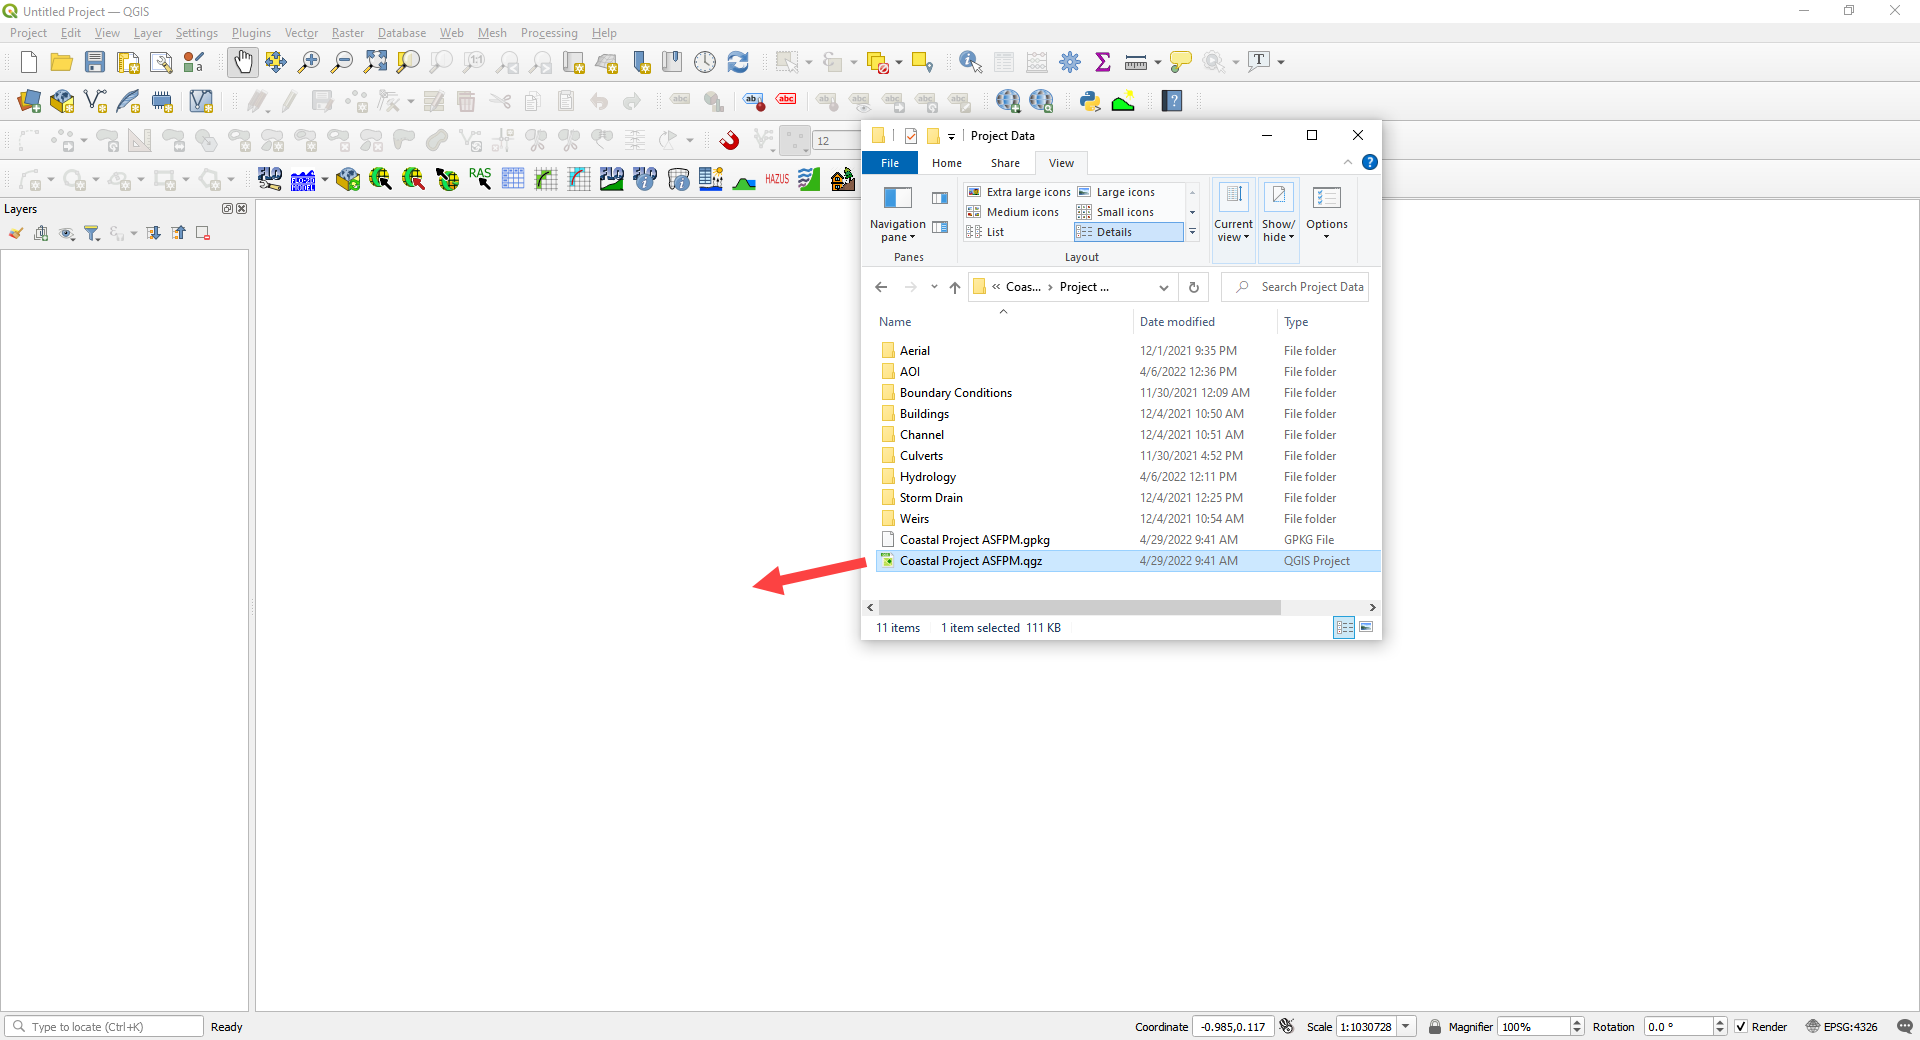 Untitled Project — QGIS
Project Edit View Layer Settings Plugins Vector Raster Database Web Mesh Processing Help
abc abc abc
12
Project Data
File Home Share View
FLO RAS FLO FLO HAZUS
Navigation pane
Extra large icons Large icons
Medium icons Small icons
List Details
Current view
Show/ hide
Options
Panes Layout
Layers
« Coas... › Project ...
Search Project Data
Name Date modified Type
Aerial 12/1/2021 9:35 PM File folder
AOI 4/6/2022 12:36 PM File folder
Boundary Conditions 11/30/2021 12:09 AM File folder
Buildings 12/4/2021 10:50 AM File folder
Channel 12/4/2021 10:51 AM File folder
Culverts 11/30/2021 4:52 PM File folder
Hydrology 4/6/2022 12:11 PM File folder
Storm Drain 12/4/2021 12:25 PM File folder
Weirs 12/4/2021 10:54 AM File folder
Coastal Project ASFPM.gpkg 4/29/2022 9:41 AM GPKG File
Coastal Project ASFPM.qgz 4/29/2022 9:41 AM QGIS Project
11 items 1 item selected 111 KB
Type to locate (Ctrl+K) Ready Coordinate -0.985,0.117 Scale 1:1030728 Magnifier 100% Rotation 0.0 ° Render EPSG:4326